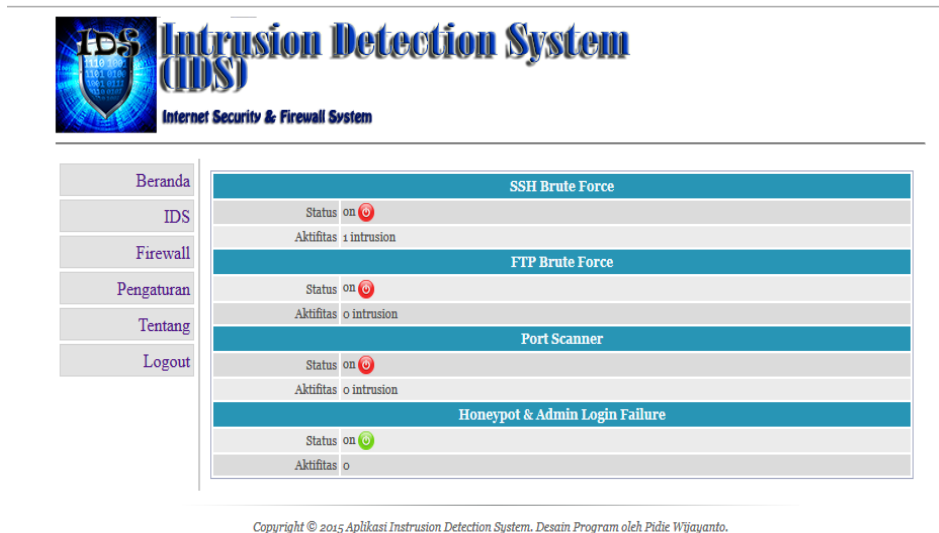 IDS
Intrusion Detection System
(IDS)
Internet Security & Firewall System
Beranda
IDS
Firewall
Pengaturan
Tentang
Logout
SSH Brute Force
Status on
Aktifitas 1 intrusion
FTP Brute Force
Status on
Aktifitas 0 intrusion
Port Scanner
Status on
Aktifitas 0 intrusion
Honeypot & Admin Login Failure
Status on
Aktifitas 0
Copyright © 2015 Aplikasi Instrusion Detection System. Desain Program oleh Pidie Wijayanto.